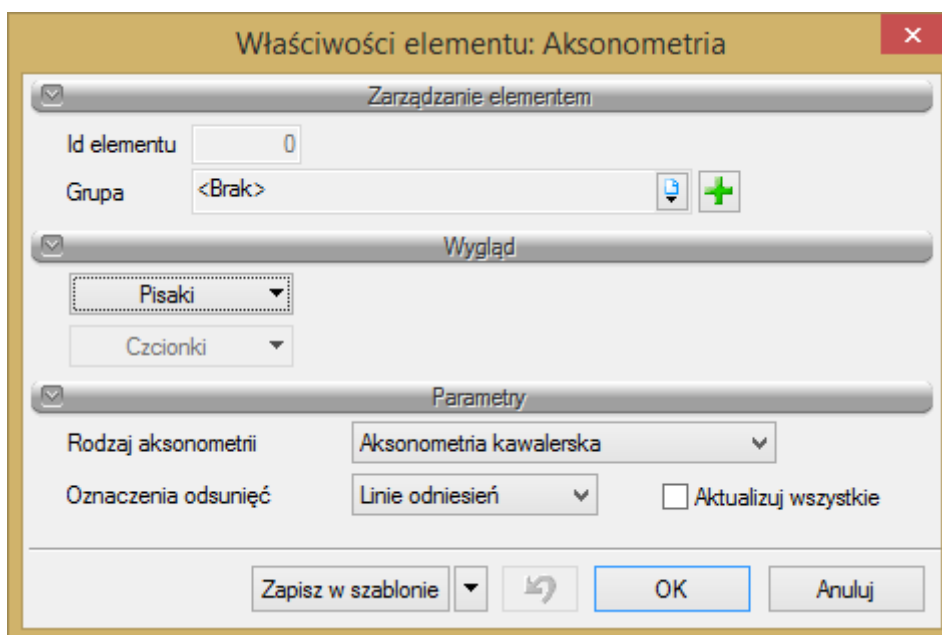 Właściwości elementu: Aksonometria
Zarządzanie elementem
Id elementu 0
Grupa <Brak>
Wygląd
Pisaki
Czcionki
Parametry
Rodzaj aksonometrii Aksonometria kawalerska
Oznaczenia odsunięć Linie odniesień Aktualizuj wszystkie
Zapisz w szablonie OK Anuluj